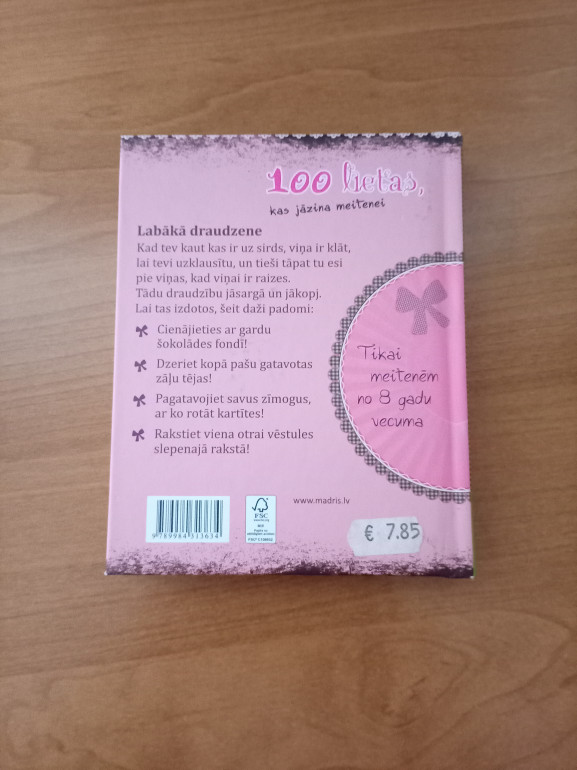 100 lietas,
kas jāzina meitenei
Labākā draudzene
Kad tev kaut kas ir uz sirds, viņa ir klāt,
lai tevi uzklausītu, un tieši tāpat tu esi
pie viņas, kad viņai ir raizes.
Tādu draudzību jāsargā un jākopj.
Lai tas izdotos, šeit daži padomi:
Cienājieties ar gardu
šokolādes fondī!
Dzeriet kopā pašu gatavotas
zāļu tējas!
Pagatavojiet savus zīmogus,
ar ko rotāt kartītes!
Rakstiet viena otrai vēstules
slepenajā rakstā!
Tikai
meitenēm
no 8 gadu
vecuma
9789984313634
FSC
www.madris.lv
€ 7.85